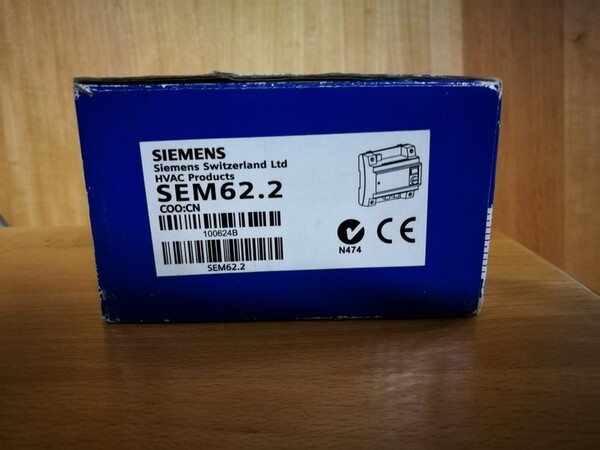 SIEMENS
Siemens Switzerland Ltd
HVAC Products
SEM62.2
COO:CN
100624B
SEM62.2
N474
CE